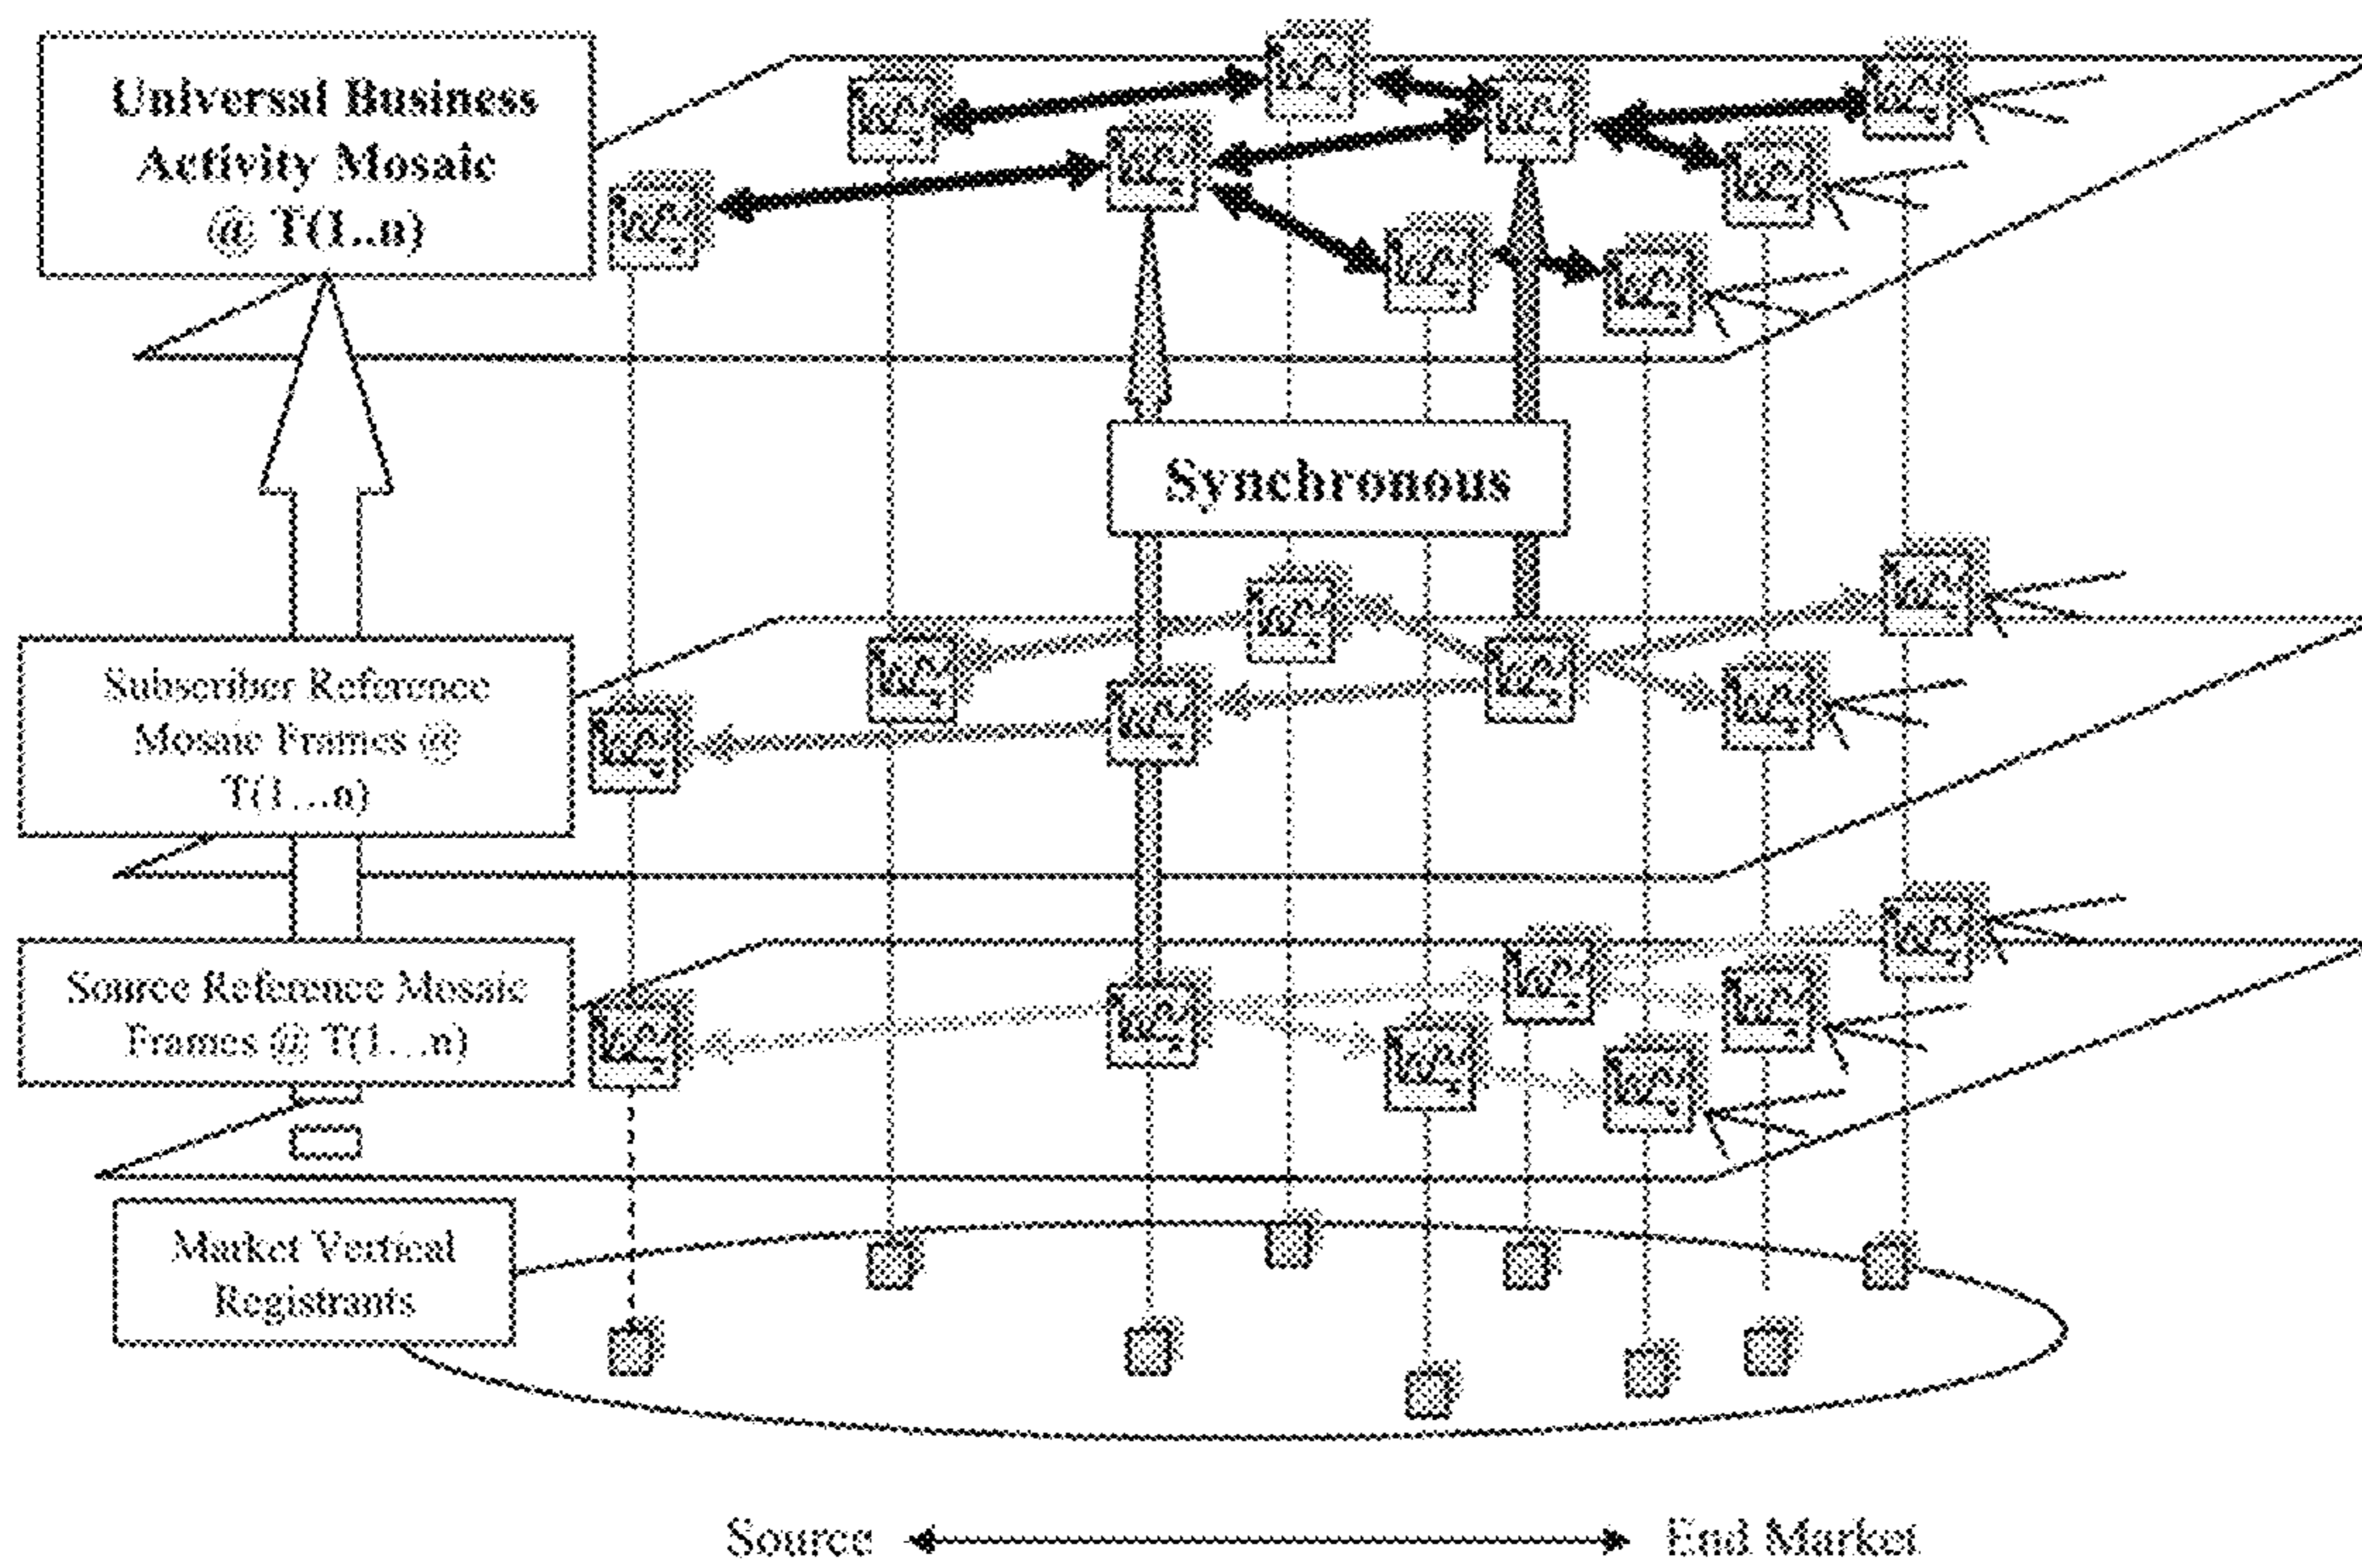 Universal Business
Activity Mosaic
@ T(1..n)
Synchronous
Subscriber Reference
Mosaic Frames @
T(1...n)
Source Reference Mosaic
Frames @ T(1...n)
Market Vertical
Registrants
Source
End Market